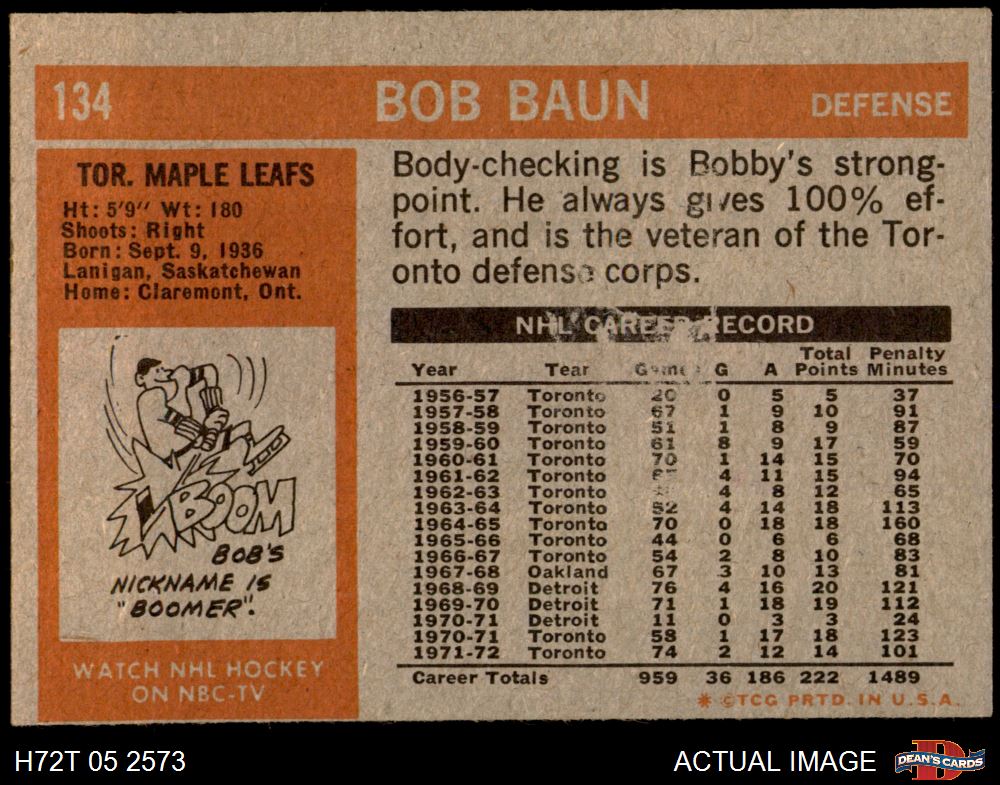 134 BOB BAUN DEFENSE
TOR. MAPLE LEAFS
Ht: 5'9" Wt: 180
Shoots: Right
Born: Sept. 9, 1936
Lanigan, Saskatchewan
Home: Claremont, Ont.
KABOOM
BOB'S
NICKNAME IS
"BOOMER".
WATCH NHL HOCKEY
ON NBC-TV
Body-checking is Bobby's strong-
point. He always gives 100% ef-
fort, and is the veteran of the Tor-
onto defense corps.
NHL CAREER RECORD
Year Tear Games G A Total Points Penalty Minutes
1956-57 Toronto 20 0 5 5 37
1957-58 Toronto 67 1 9 10 91
1958-59 Toronto 51 1 8 9 87
1959-60 Toronto 61 8 9 17 59
1960-61 Toronto 70 1 14 15 70
1961-62 Toronto 4 11 15 94
1962-63 Toronto 4 8 12 65
1963-64 Toronto 52 4 14 18 113
1964-65 Toronto 70 0 18 18 160
1965-66 Toronto 44 0 6 6 68
1966-67 Toronto 54 2 8 10 83
1967-68 Oakland 67 3 10 13 81
1968-69 Detroit 76 4 16 20 121
1969-70 Detroit 71 1 18 19 112
1970-71 Detroit 11 0 3 3 24
1970-71 Toronto 58 1 17 18 123
1971-72 Toronto 74 2 12 14 101
Career Totals 959 36 186 222 1489
* ©TCG PRTD. IN U.S.A.
H72T 05 2573
ACTUAL IMAGE
DEAN'S CARDS